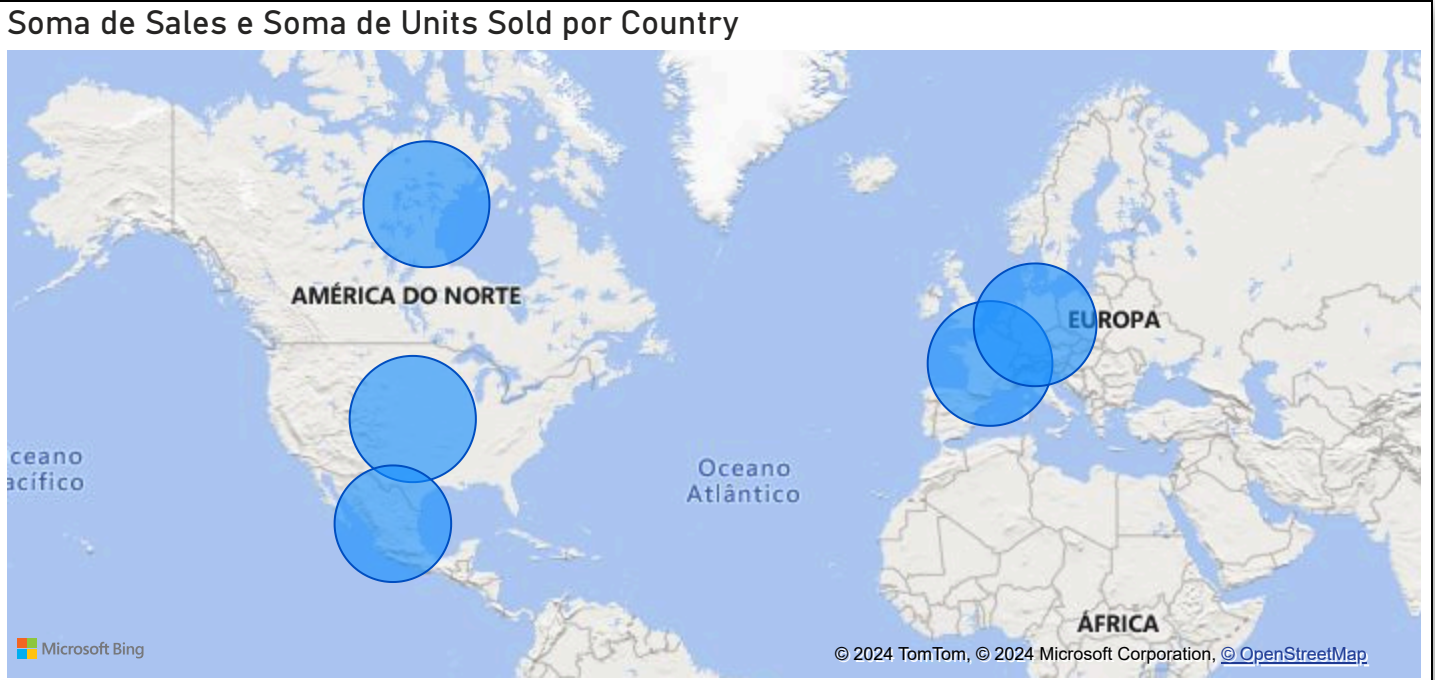 Soma de Sales e Soma de Units Sold por Country
AMÉRICA DO NORTE
EUROPA
ceano
acífico
Oceano
Atlântico
ÁFRICA
Microsoft Bing
© 2024 TomTom, © 2024 Microsoft Corporation, © OpenStreetMap